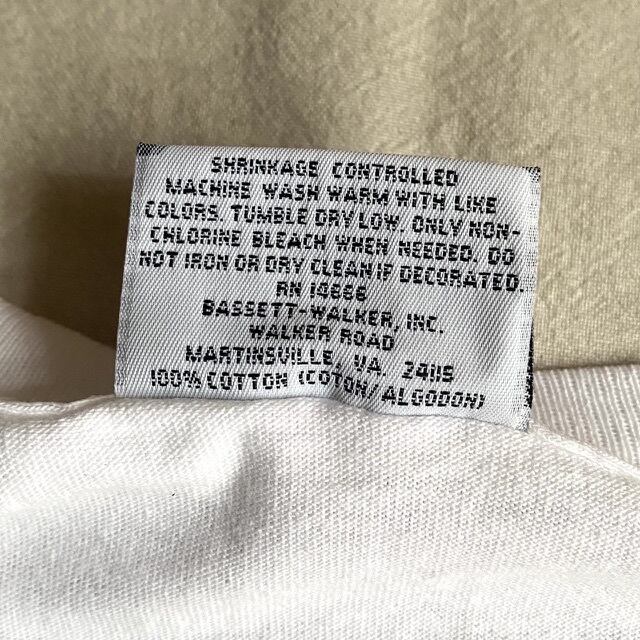 SHRINKAGE CONTROLLED
MACHINE WASH WARM WITH LIKE
COLORS. TUMBLE DRY LOW. ONLY NON-
CHLORINE BLEACH WHEN NEEDED. DO
NOT IRON OR DRY CLEAN IF DECORATED.
RN 14886
BASSETT-WALKER, INC.
WALKER ROAD
MARTINSVILLE, VA. 24115
100% COTTON (COTON/ALGODON)